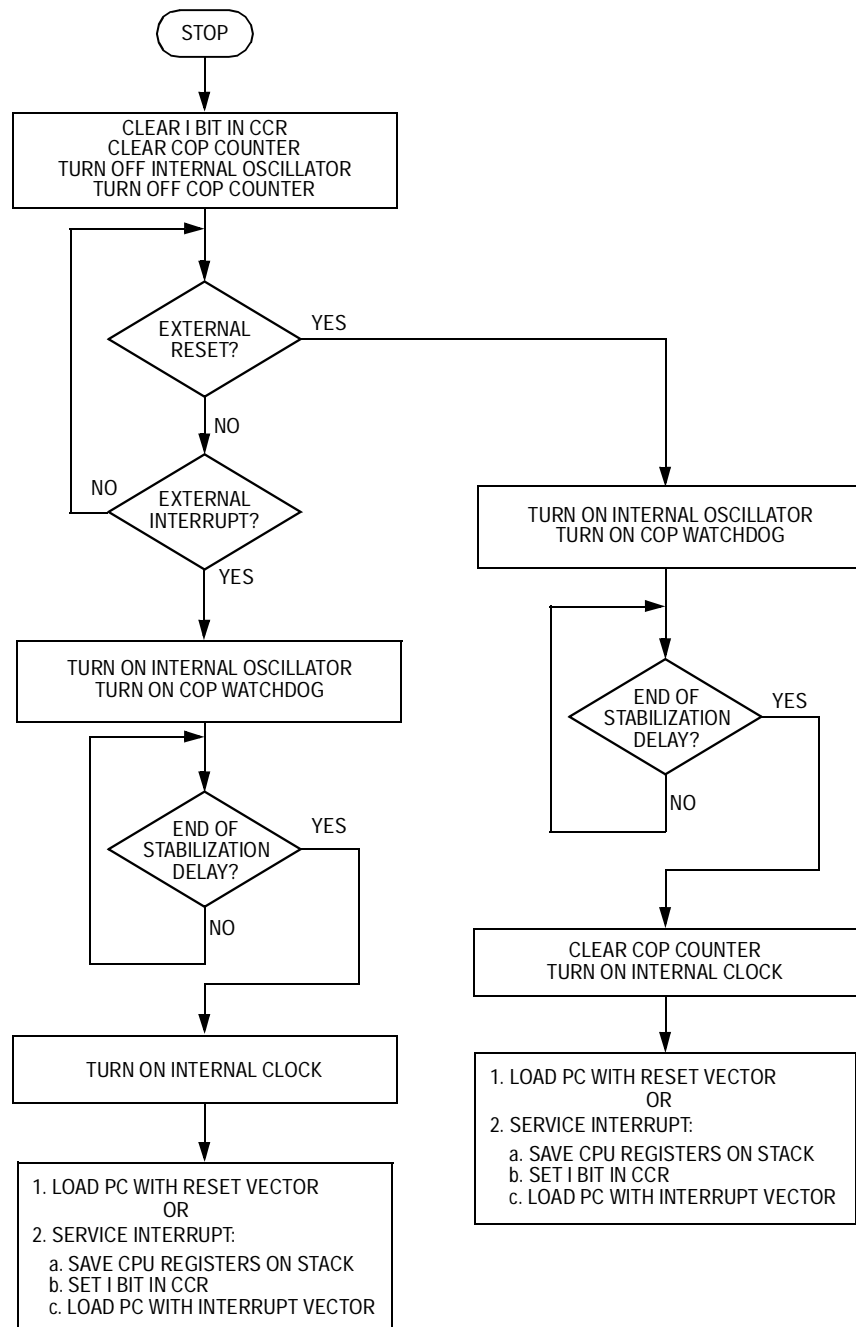 STOP
CLEAR I BIT IN CCR
CLEAR COP COUNTER
TURN OFF INTERNAL OSCILLATOR
TURN OFF COP COUNTER
EXTERNAL
RESET?
YES
NO
EXTERNAL
INTERRUPT?
NO
YES
TURN ON INTERNAL OSCILLATOR
TURN ON COP WATCHDOG
END OF
STABILIZATION
DELAY?
YES
NO
TURN ON INTERNAL CLOCK
1. LOAD PC WITH RESET VECTOR
OR
2. SERVICE INTERRUPT:
a. SAVE CPU REGISTERS ON STACK
b. SET I BIT IN CCR
c. LOAD PC WITH INTERRUPT VECTOR
TURN ON INTERNAL OSCILLATOR
TURN ON COP WATCHDOG
END OF
STABILIZATION
DELAY?
YES
NO
CLEAR COP COUNTER
TURN ON INTERNAL CLOCK
1. LOAD PC WITH RESET VECTOR
OR
2. SERVICE INTERRUPT:
a. SAVE CPU REGISTERS ON STACK
b. SET I BIT IN CCR
c. LOAD PC WITH INTERRUPT VECTOR